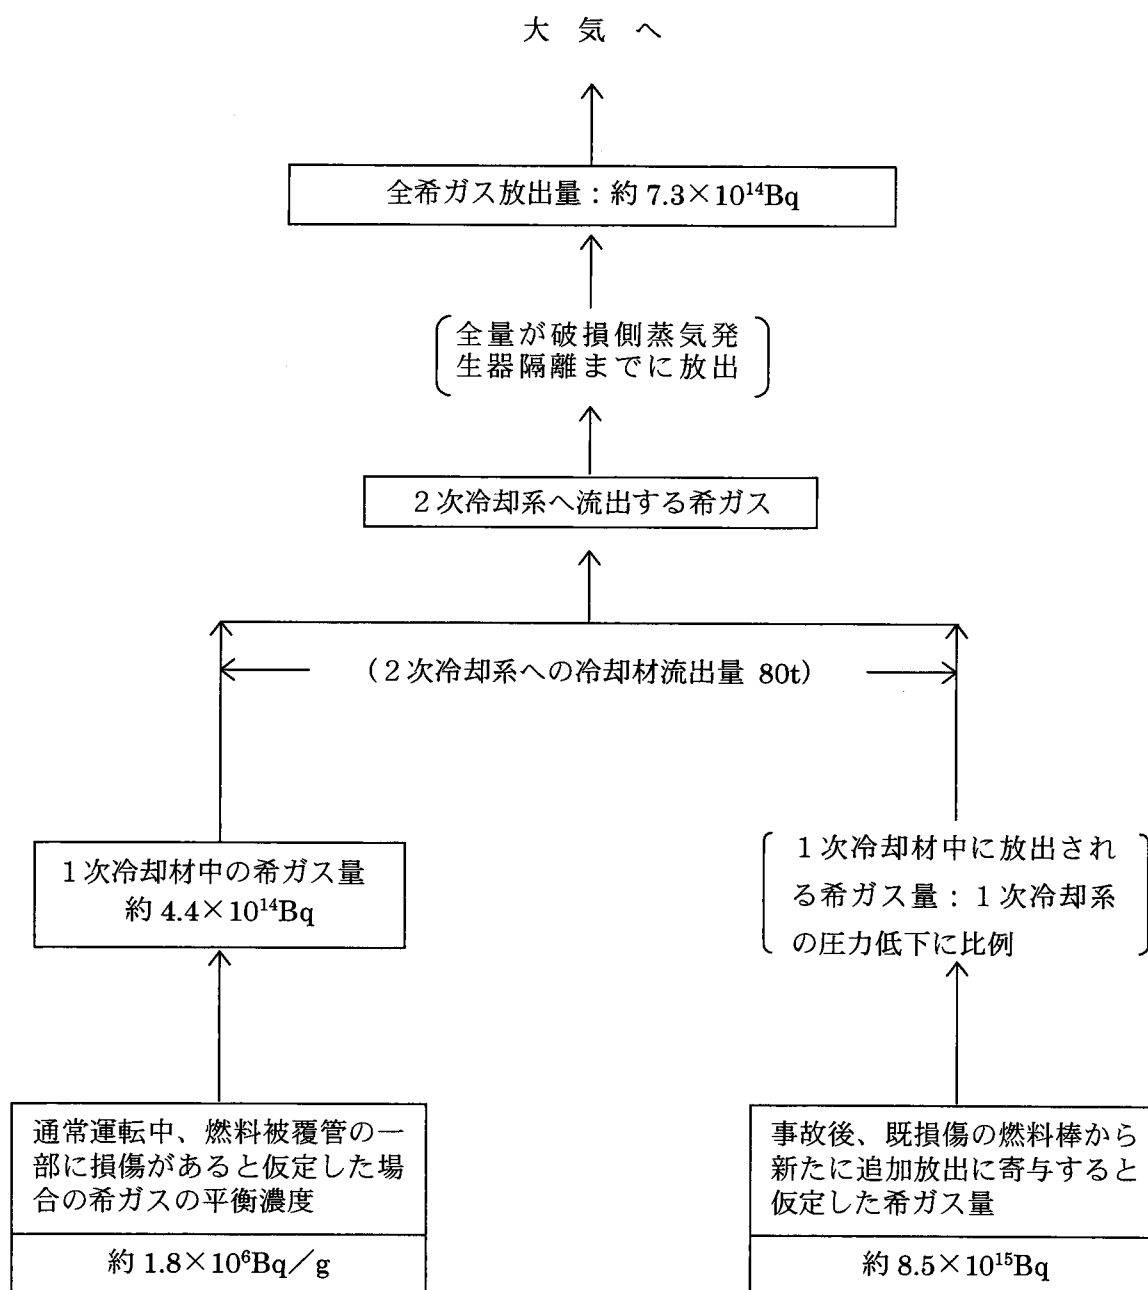 大気へ
全希ガス放出量：約 7.3×10¹⁴Bq
全量が破損側蒸気発
生器隔離までに放出
２次冷却系へ流出する希ガス
（２次冷却系への冷却材流出量 80t）
１次冷却材中の希ガス量
約 4.4×10¹⁴Bq
１次冷却材中に放出され
る希ガス量：１次冷却系
の圧力低下に比例
通常運転中、燃料被覆管の一
部に損傷があると仮定した場
合の希ガスの平衡濃度
約 1.8×10⁶Bq／g
事故後、既損傷の燃料棒から
新たに追加放出に寄与すると
仮定した希ガス量
約 8.5×10¹⁵Bq